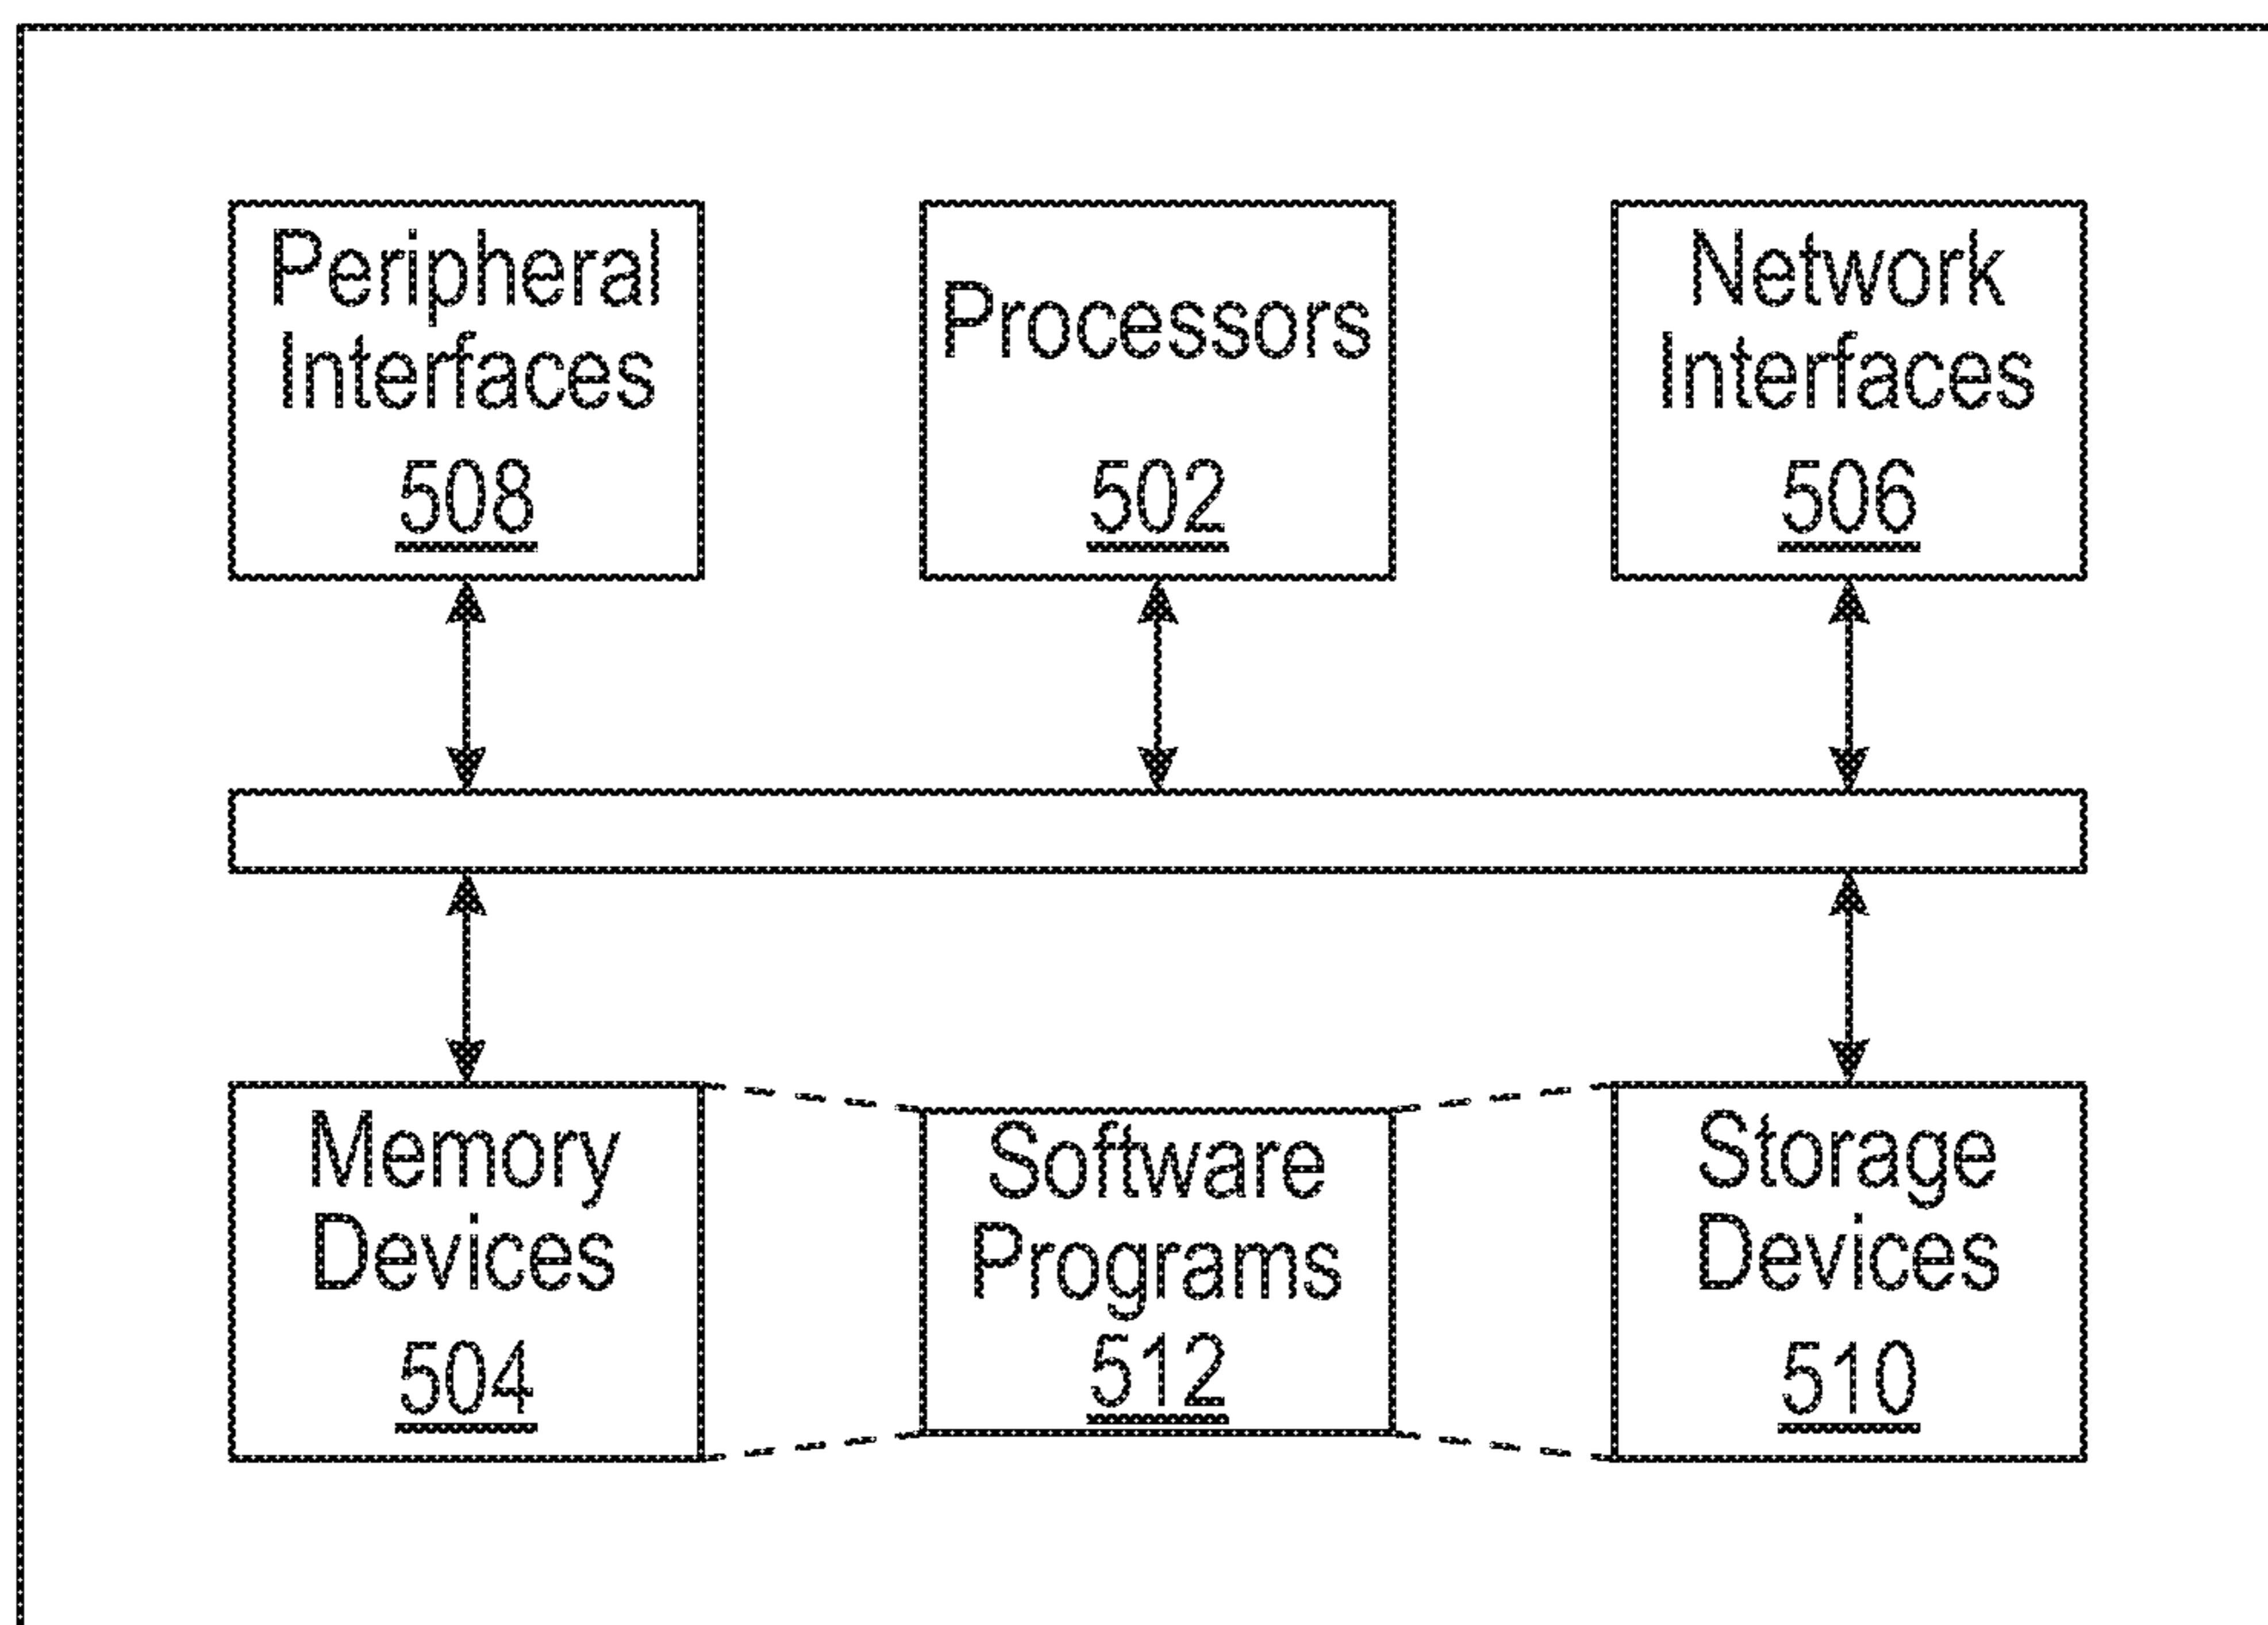 Peripheral
Interfaces
508
Processors
502
Network
Interfaces
506
Memory
Devices
504
Software
Programs
512
Storage
Devices
510